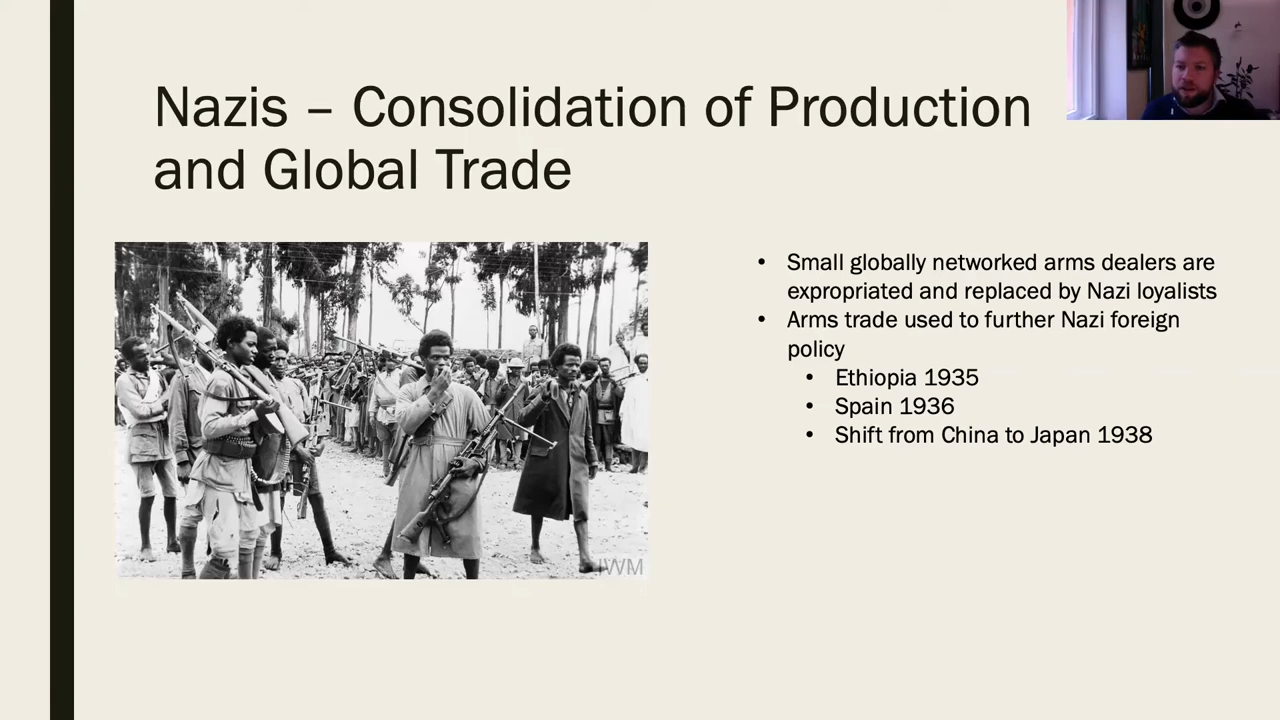 Nazis – Consolidation of Production
and Global Trade
• Small globally networked arms dealers are
expropriated and replaced by Nazi loyalists
• Arms trade used to further Nazi foreign
policy
• Ethiopia 1935
• Spain 1936
• Shift from China to Japan 1938
IWM